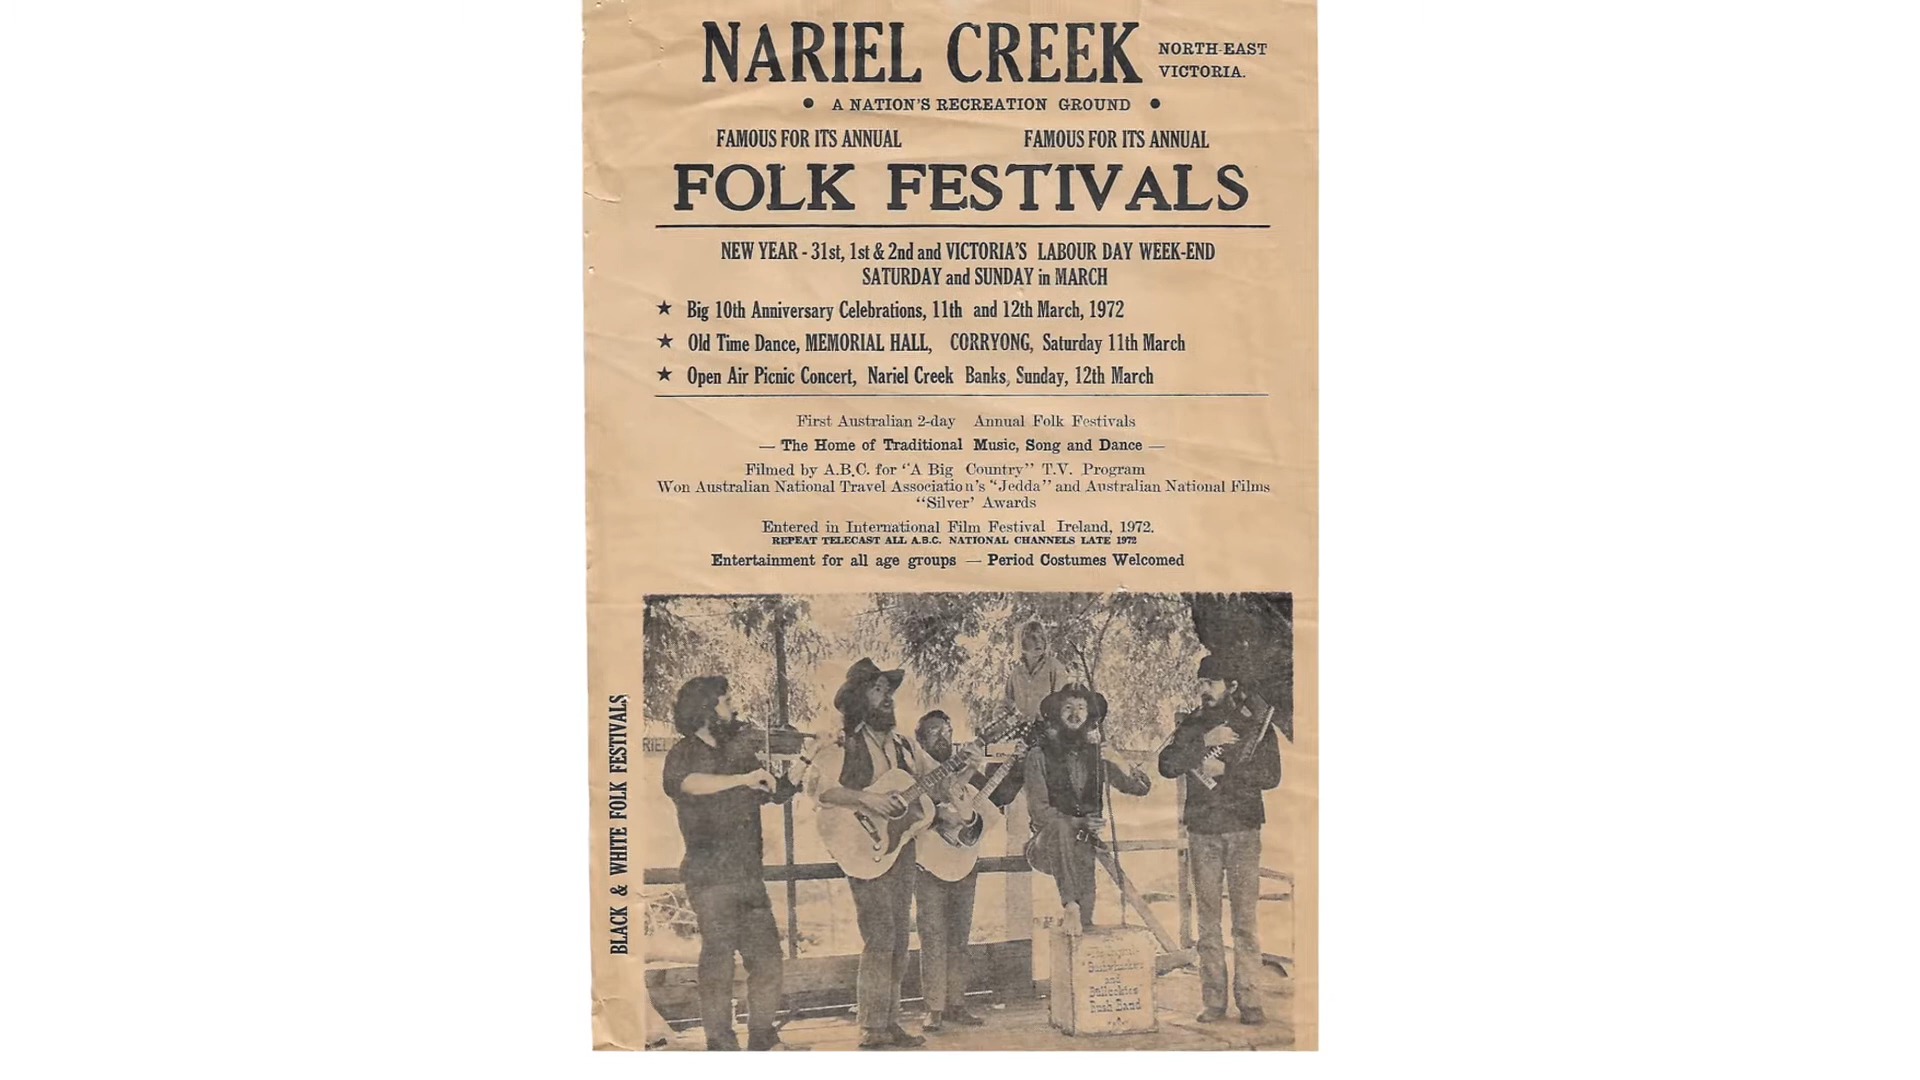 NARIEL CREEK NORTH-EAST VICTORIA.
• A NATION'S RECREATION GROUND •
FAMOUS FOR ITS ANNUAL FAMOUS FOR ITS ANNUAL
FOLK FESTIVALS
NEW YEAR - 31st, 1st & 2nd and VICTORIA'S LABOUR DAY WEEK-END
SATURDAY and SUNDAY in MARCH
★ Big 10th Anniversary Celebrations, 11th and 12th March, 1972
★ Old Time Dance, MEMORIAL HALL, CORRYONG, Saturday 11th March
★ Open Air Picnic Concert, Nariel Creek Banks, Sunday, 12th March
First Australian 2-day Annual Folk Festivals
— The Home of Traditional Music, Song and Dance —
Filmed by A.B.C. for "A Big Country" T.V. Program
Won Australian National Travel Association's "Jedda" and Australian National Films
"Silver' Awards
Entered in International Film Festival Ireland, 1972.
REPEAT TELECAST ALL A.B.C. NATIONAL CHANNELS LATE 1972
Entertainment for all age groups — Period Costumes Welcomed
BLACK & WHITE FOLK FESTIVALS
RIEL
and
Bullockies
Bush Band